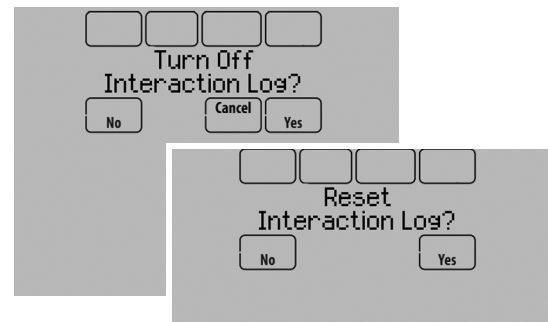 Turn Off
Interaction Log?
No Cancel Yes
Reset
Interaction Log?
No Yes